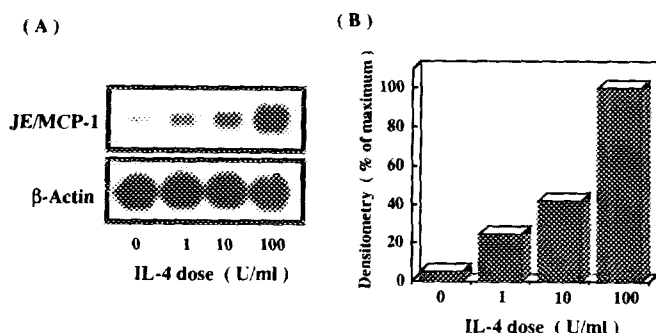 ( A )
JE/MCP-1
β-Actin
0 1 10 100
IL-4 dose ( U/ml )
( B )
Densitometry ( % of maximum )
100
80
60
40
20
0
0 1 10 100
IL-4 dose ( U/ml )